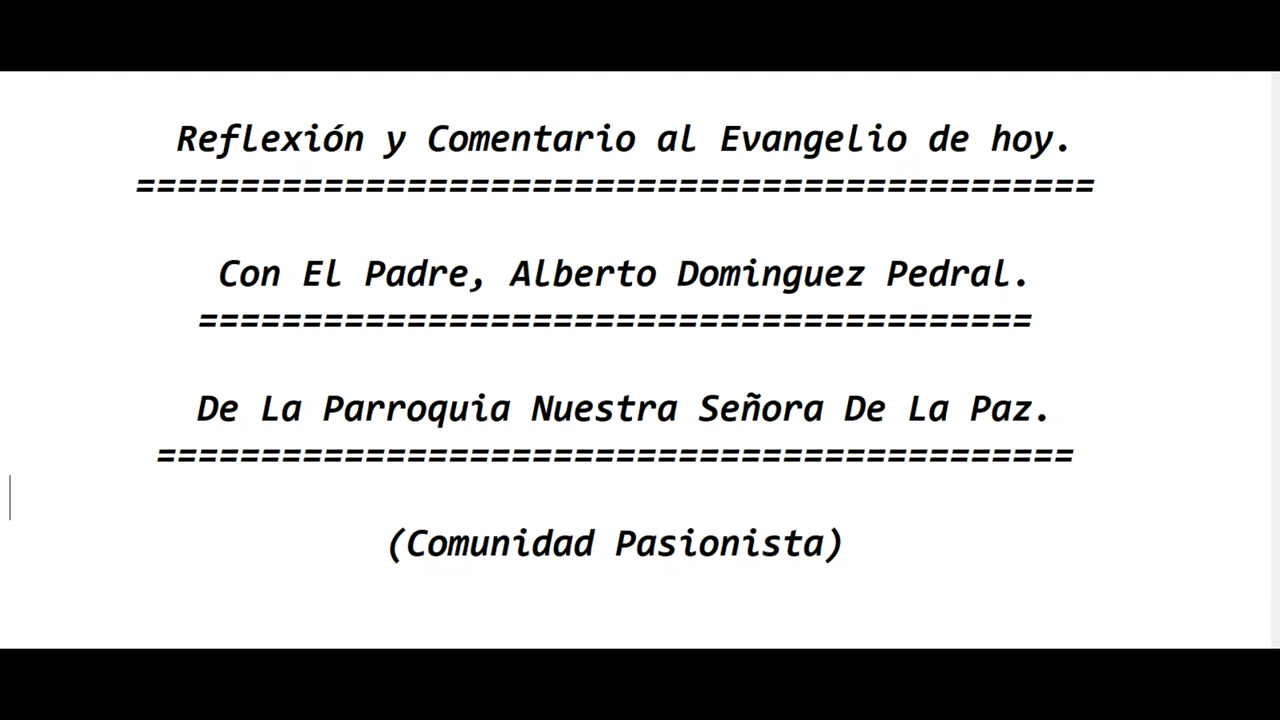 Reflexión y Comentario al Evangelio de hoy.
==============================================
Con El Padre, Alberto Dominguez Pedral.
========================================
De La Parroquia Nuestra Señora De La Paz.
============================================
(Comunidad Pasionista)